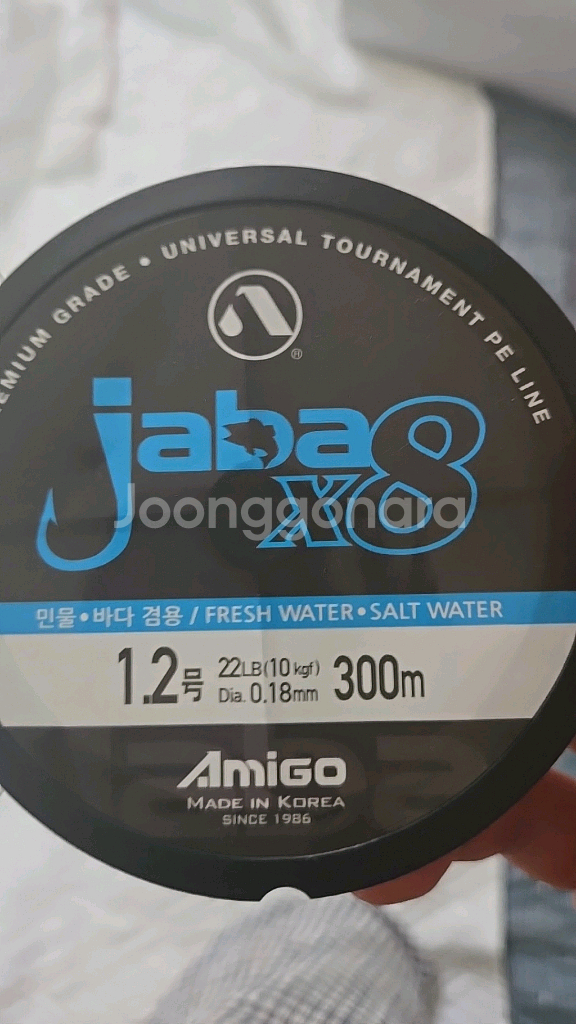 GRADE • UNIVERSAL TOURNAMENT PE LINE
®
jaba x8
Joonggonara
민물•바다 겸용 / FRESH WATER•SALT WATER
1.2号 22LB(10kgf) Dia. 0.18mm 300m
AMIGO
MADE IN KOREA
SINCE 1986